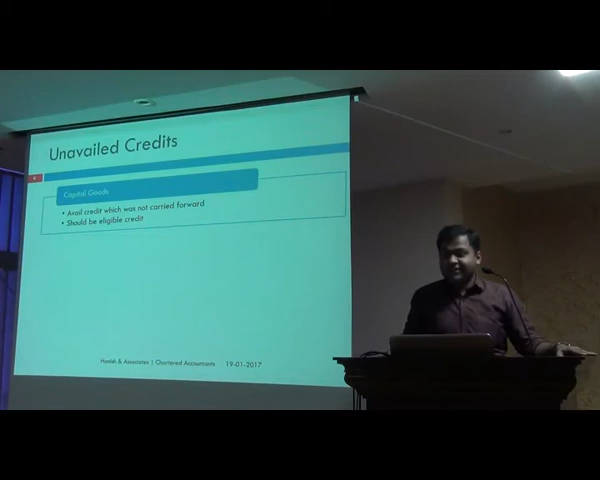 Unavailed Credits
Capital Goods
• Avail credit which was not carried forward
• Should be eligible credit
& Associates | Chartered Accountants 19-01-2017